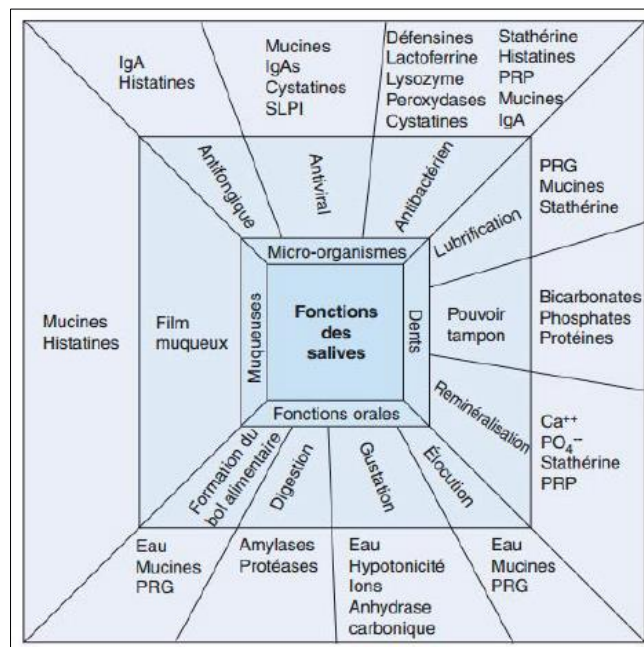 IgA
Histatines
Mucines
IgAs
Cystatines
SLPI
Défensines
Lactoferrine
Lysozyme
Peroxydases
Cystatines
Stathérine
Histatines
PRP
Mucines
IgA
Antifongique
Antiviral
Antibactérien
Lubrification
PRG
Mucines
Stathérine
Micro-organismes
Mucines
Histatines
Film
muqueux
Muqueuses
Fonctions
des
salives
Dents
Pouvoir
tampon
Bicarbonates
Phosphates
Protéines
Fonctions orales
Reminéralisation
Ca++
PO4--
Stathérine
PRP
Formation du
bol alimentaire
Digestion
Gustation
Élocution
Eau
Mucines
PRG
Amylases
Protéases
Eau
Hypotonicité
Ions
Anhydrase
carbonique
Eau
Mucines
PRG